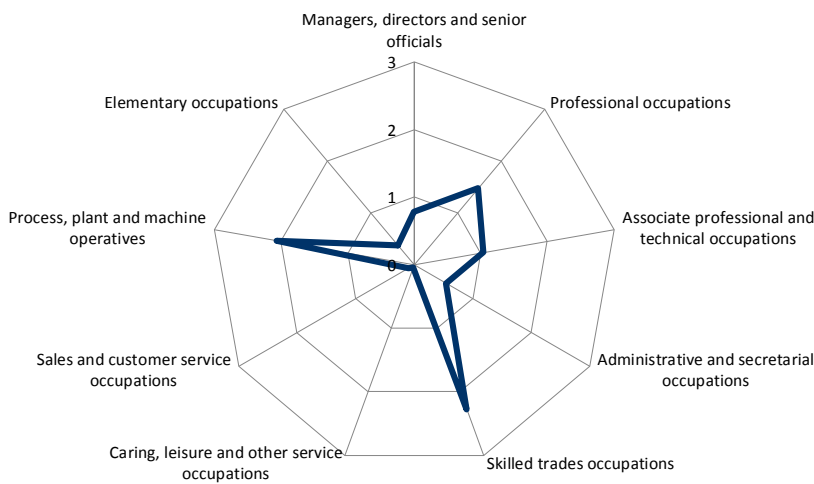 Managers, directors and senior
officials
3
2
1
0
Professional occupations
Associate professional and
technical occupations
Administrative and secretarial
occupations
Skilled trades occupations
Caring, leisure and other service
occupations
Sales and customer service
occupations
Process, plant and machine
operatives
Elementary occupations